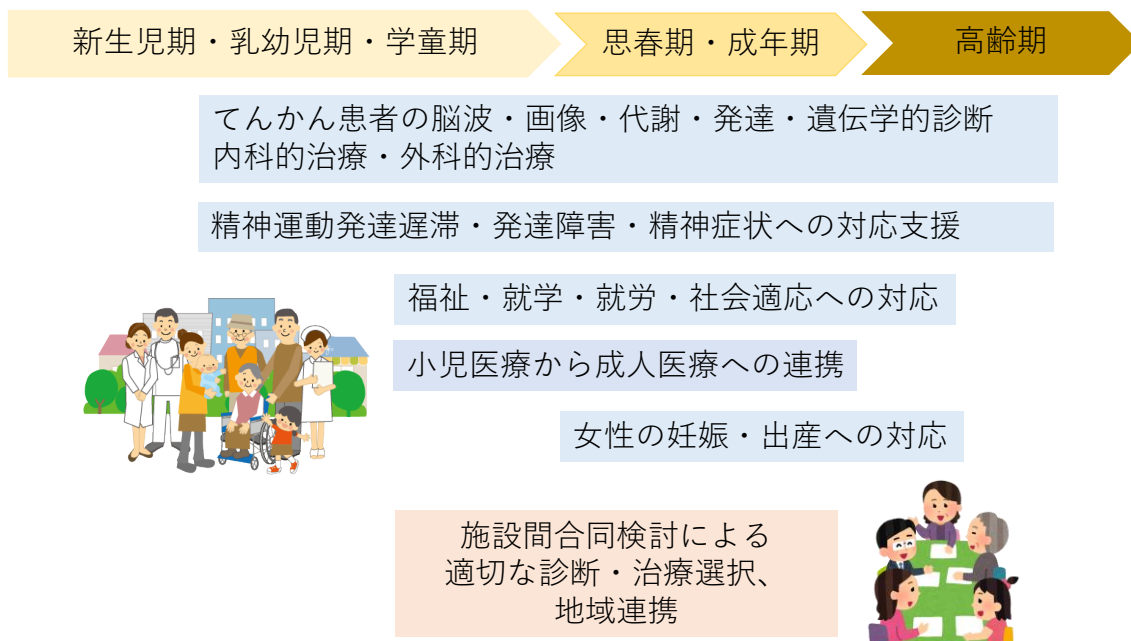 新生児期・乳幼児期・学童期
思春期・成年期
高齢期
てんかん患者の脳波・画像・代謝・発達・遺伝学的診断
内科的治療・外科的治療
精神運動発達遅滞・発達障害・精神症状への対応支援
福祉・就学・就労・社会適応への対応
小児医療から成人医療への連携
女性の妊娠・出産への対応
施設間合同検討による
適切な診断・治療選択、
地域連携